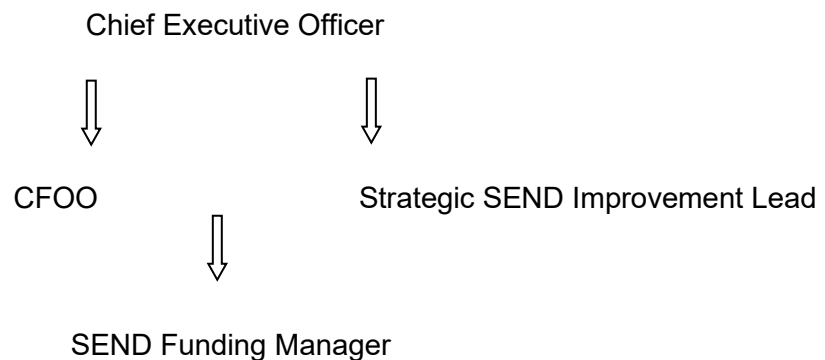 Chief Executive Officer
CFOO Strategic SEND Improvement Lead
SEND Funding Manager